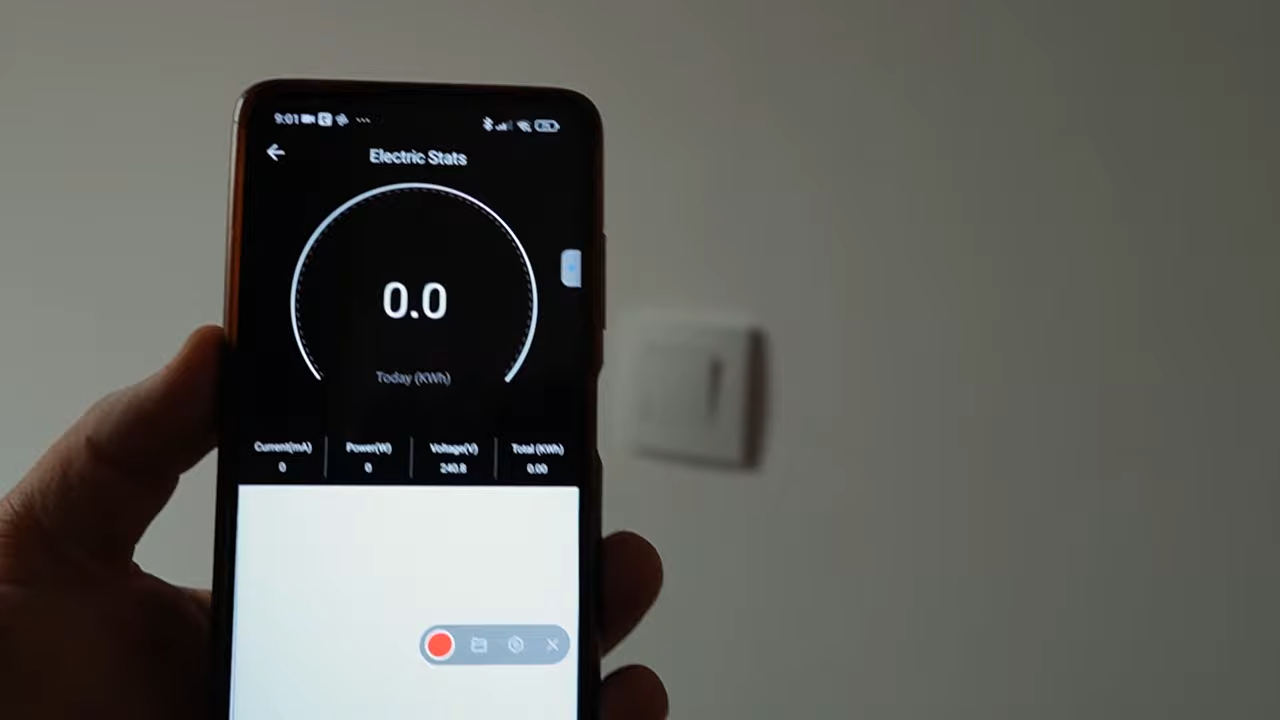 9:01
Electric Stats
0.0
Today (KWh)
Current(mA) Power(W) Voltage(V) Total (KWh)
0 0 240.8 0.00